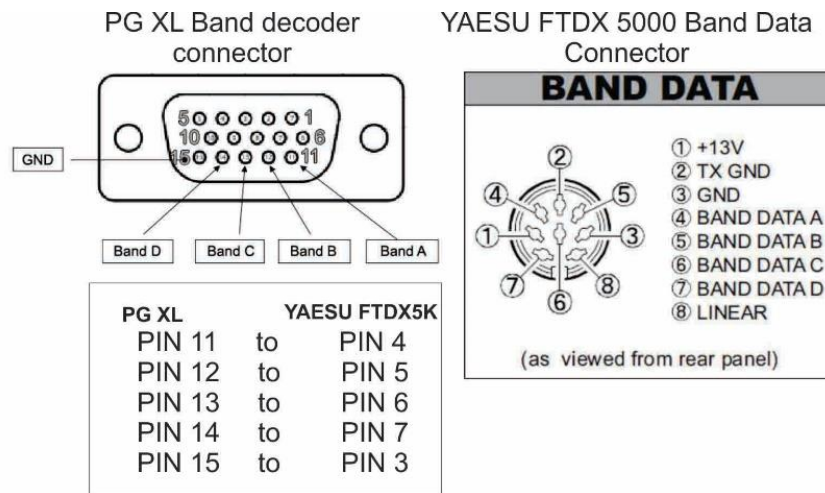 PG XL Band decoder
connector
5 1
10 6
15 11
GND
Band D Band C Band B Band A
PG XL YAESU FTDX5K
PIN 11 to PIN 4
PIN 12 to PIN 5
PIN 13 to PIN 6
PIN 14 to PIN 7
PIN 15 to PIN 3
YAESU FTDX 5000 Band Data
Connector
BAND DATA
②
④ ⑤
① ③
⑦ ⑧
⑥
① +13V
② TX GND
③ GND
④ BAND DATA A
⑤ BAND DATA B
⑥ BAND DATA C
⑦ BAND DATA D
⑧ LINEAR
(as viewed from rear panel)